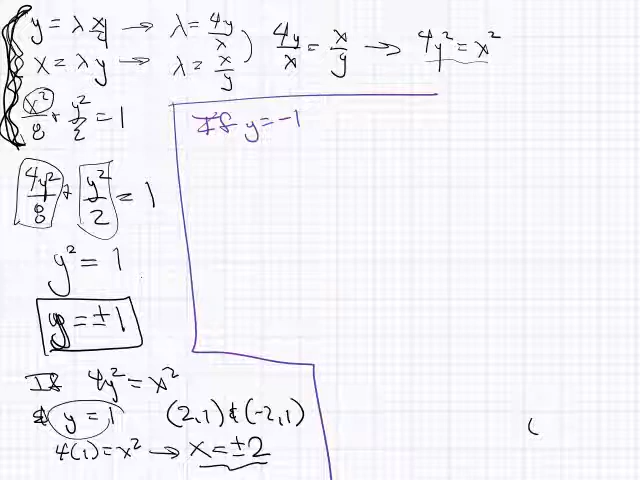 y = λ x/4 → λ = 4y/x ) 4y/x = x/y → 4y² = x²
x = λ y → λ = x/y
x²/8 + y²/2 = 1
If y = -1
4y²/8 + y²/2 = 1
y² = 1
y = ±1
If 4y² = x²
& y = 1 (2,1) & (-2,1)
4(1) = x² → x = ±2
(